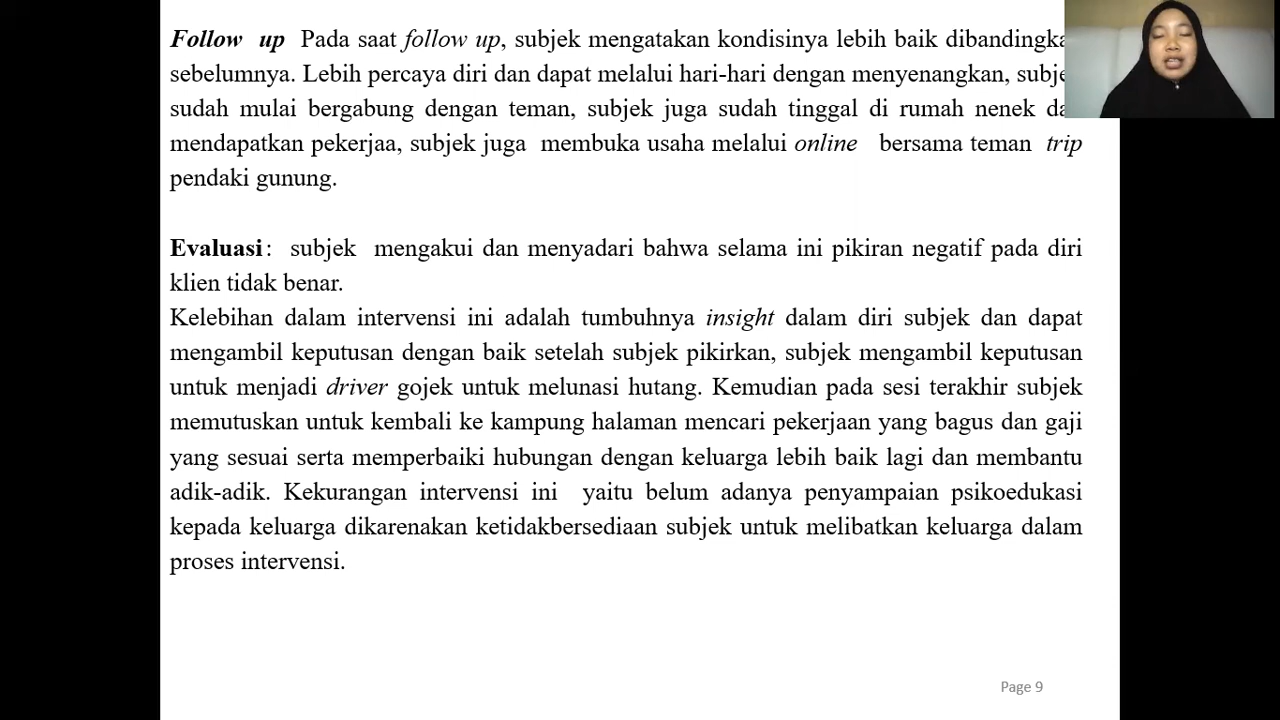 Follow up Pada saat follow up, subjek mengatakan kondisinya lebih baik
sebelumnya. Lebih percaya diri dan dapat melalui hari-hari dengan menyenangkan,
sudah mulai bergabung dengan teman, subjek juga sudah tinggal di rumah nenek
mendapatkan pekerjaa, subjek juga membuka usaha melalui online bersama teman trip
pendaki gunung.
Evaluasi: subjek mengakui dan menyadari bahwa selama ini pikiran negatif pada diri
klien tidak benar.
Kelebihan dalam intervensi ini adalah tumbuhnya insight dalam diri subjek dan dapat
mengambil keputusan dengan baik setelah subjek pikirkan, subjek mengambil keputusan
untuk menjadi driver gojek untuk melunasi hutang. Kemudian pada sesi terakhir subjek
memutuskan untuk kembali ke kampung halaman mencari pekerjaan yang bagus dan gaji
yang sesuai serta memperbaiki hubungan dengan keluarga lebih baik lagi dan membantu
adik-adik. Kekurangan intervensi ini yaitu belum adanya penyampaian psikoedukasi
kepada keluarga dikarenakan ketidakbersediaan subjek untuk melibatkan keluarga dalam
proses intervensi.
Page 9